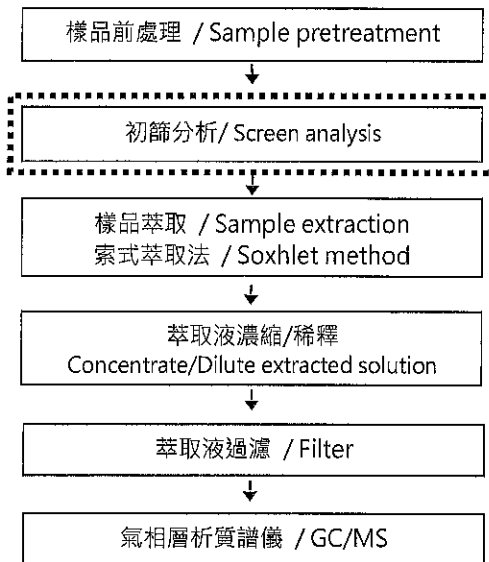 樣品前處理 / Sample pretreatment
初篩分析/ Screen analysis
樣品萃取 / Sample extraction
索式萃取法 / Soxhlet method
萃取液濃縮/稀釋
Concentrate/Dilute extracted solution
萃取液過濾 / Filter
氣相層析質譜儀 / GC/MS